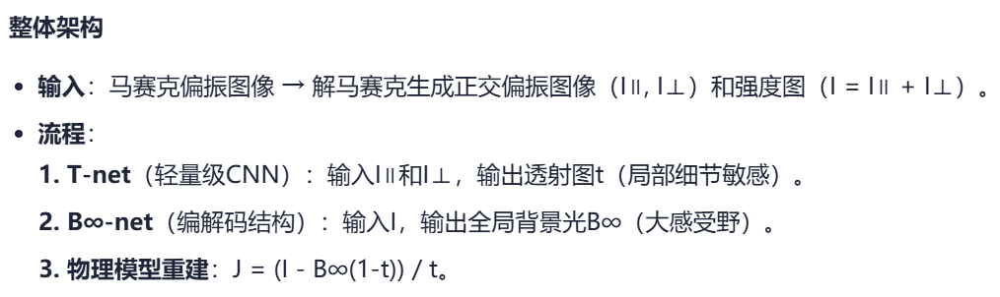 整体架构
• 输入：马赛克偏振图像 → 解马赛克生成正交偏振图像（I∥, I⊥）和强度图（I = I∥ + I⊥）。
• 流程：
1. T-net（轻量级CNN）：输入I∥和I⊥，输出透射图t（局部细节敏感）。
2. B∞-net（编解码结构）：输入I，输出全局背景光B∞（大感受野）。
3. 物理模型重建：J = (I - B∞(1-t)) / t。